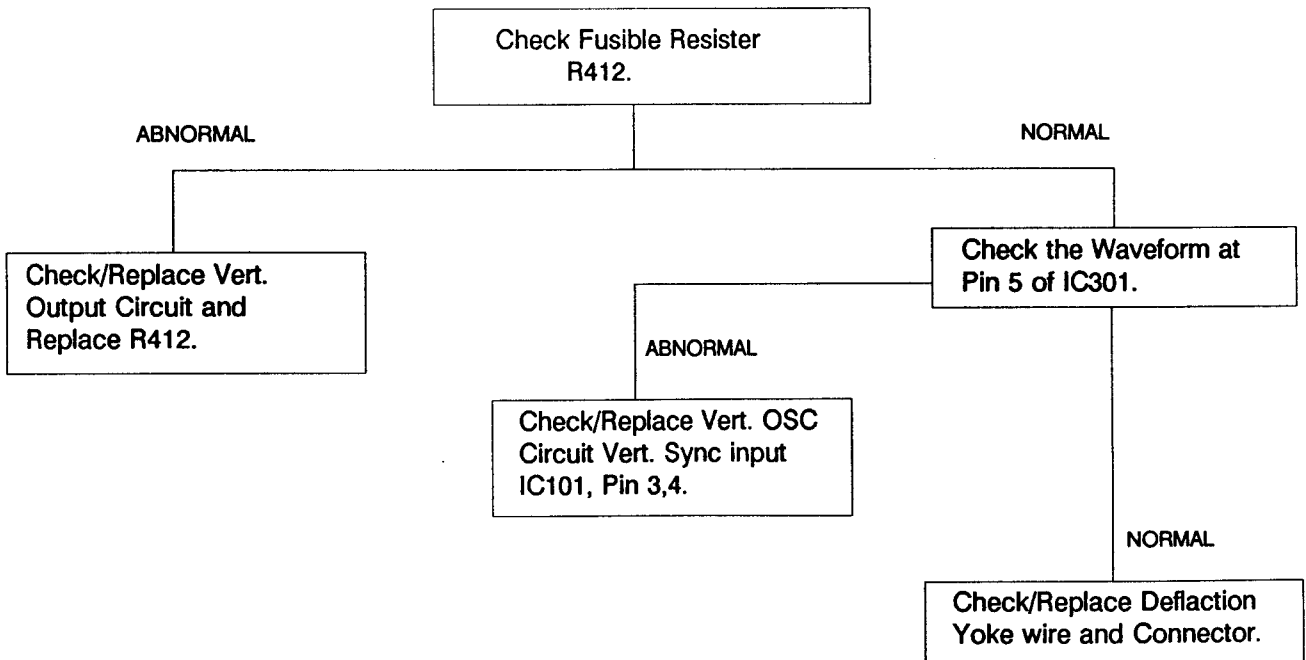 Check Fusible Resister
R412.
ABNORMAL
NORMAL
Check/Replace Vert.
Output Circuit and
Replace R412.
Check the Waveform at
Pin 5 of IC301.
ABNORMAL
Check/Replace Vert. OSC
Circuit Vert. Sync input
IC101, Pin 3,4.
NORMAL
Check/Replace Deflaction
Yoke wire and Connector.